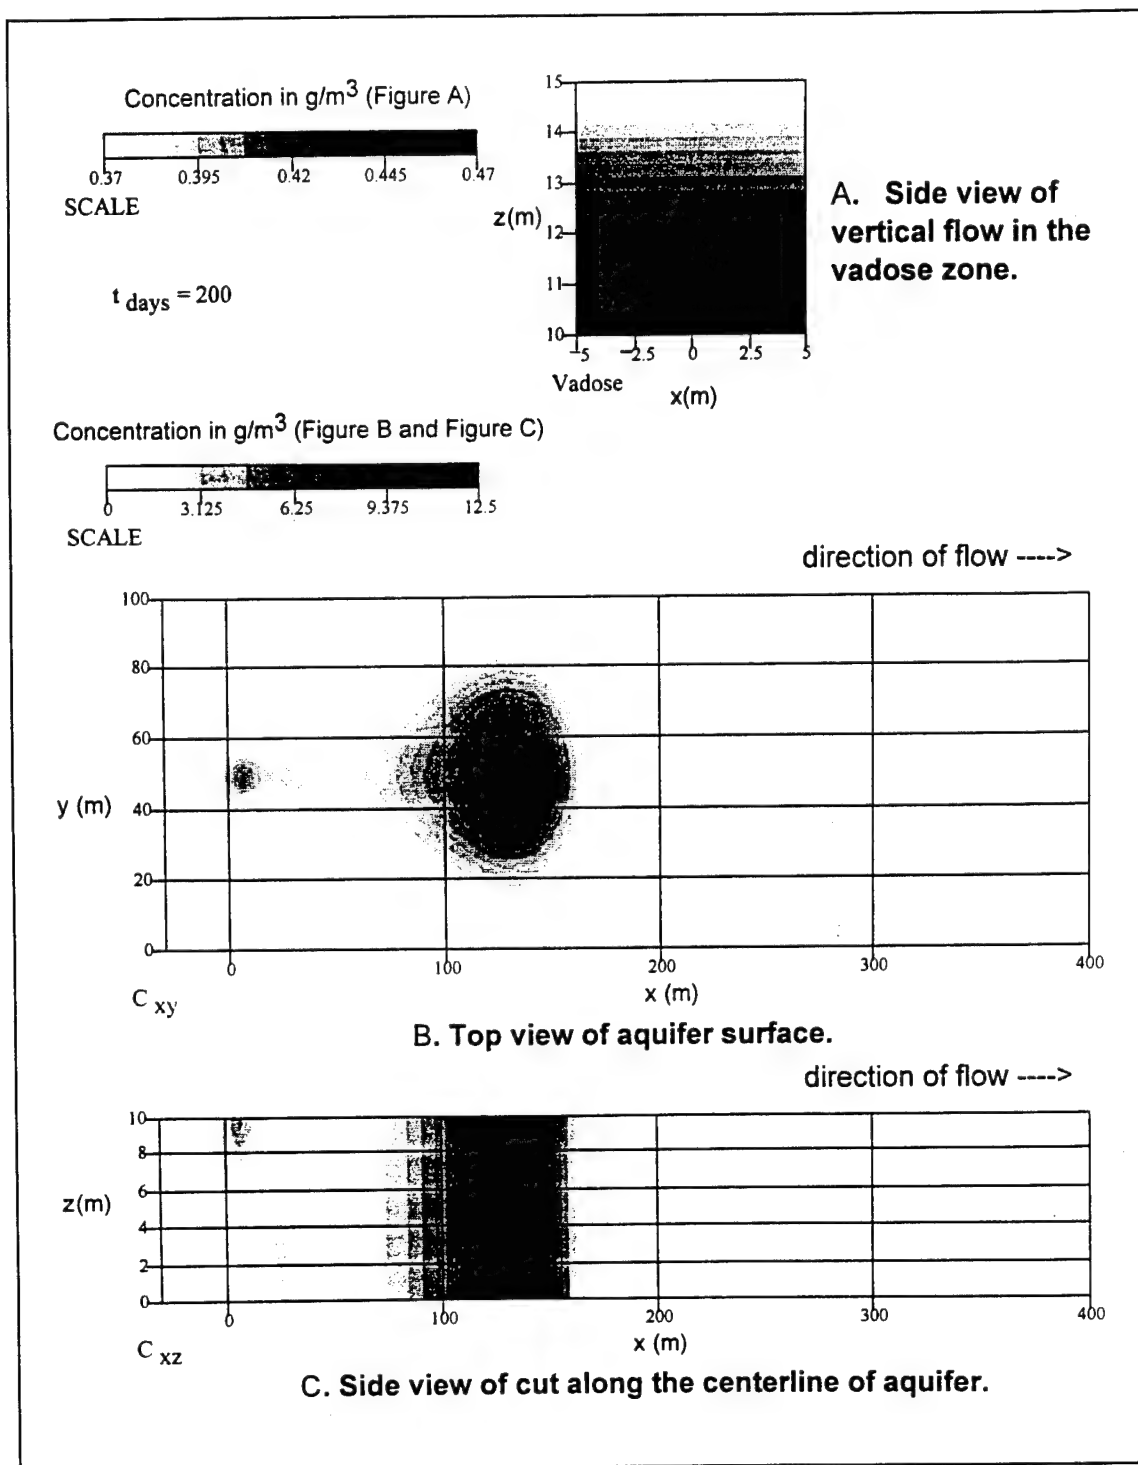 Concentration in g/m3 (Figure A)
0.37 0.395 0.42 0.445 0.47
SCALE
t days = 200
15
14
13
z(m)
12
11
10
-5 -2.5 0 2.5 5
Vadose
x(m)
A. Side view of
vertical flow in the
vadose zone.
Concentration in g/m3 (Figure B and Figure C)
0 3.125 6.25 9.375 12.5
SCALE
direction of flow ---->
100
80
60
y (m)
40
20
0
0 100 200 300 400
C xy
x (m)
B. Top view of aquifer surface.
direction of flow ---->
10
8
6
z(m)
4
2
0
0 100 200 300 400
C xz
x (m)
C. Side view of cut along the centerline of aquifer.